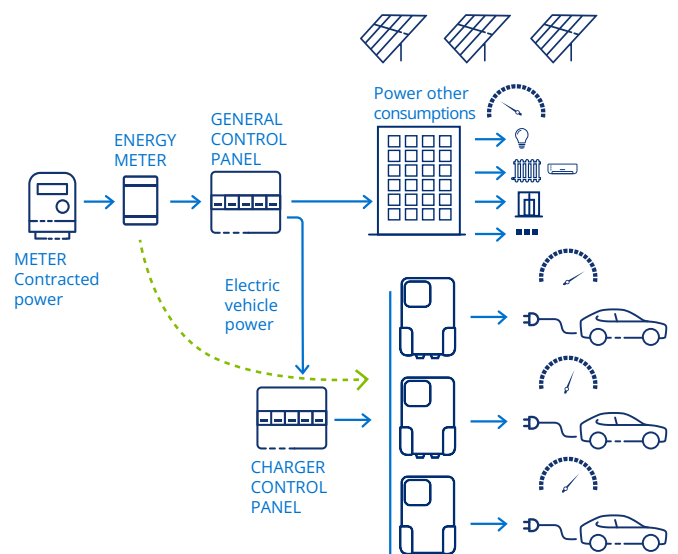 Power other
consumptions
GENERAL
CONTROL
PANEL
ENERGY
METER
METER
Contracted
power
Electric
vehicle
power
CHARGER
CONTROL
PANEL